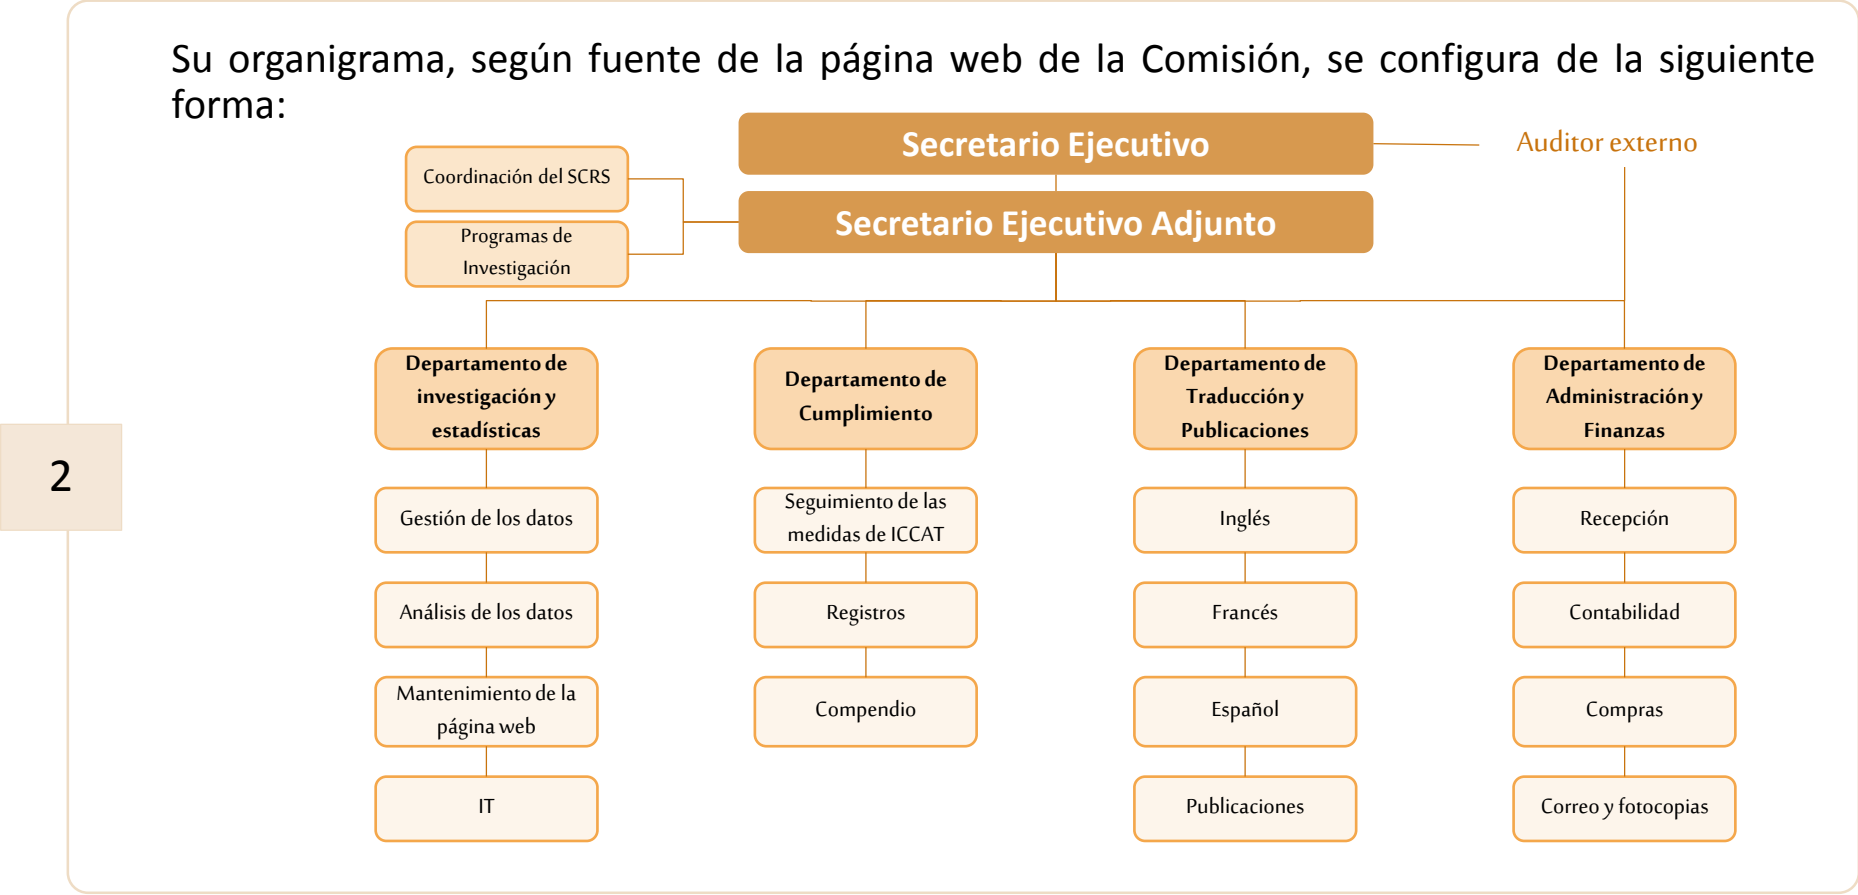 Su organigrama, según fuente de la página web de la Comisión, se configura de la siguiente
forma:
Secretario Ejecutivo
Auditor externo
Coordinación del SCRS
Secretario Ejecutivo Adjunto
Programas de
Investigación
Departamento de
investigación y
estadísticas
Departamento de
Cumplimiento
Departamento de
Traducción y
Publicaciones
Departamento de
Administración y
Finanzas
2
Gestión de los datos
Seguimiento de las
medidas de ICCAT
Inglés
Recepción
Análisis de los datos
Registros
Francés
Contabilidad
Mantenimiento de la
página web
Compendio
Español
Compras
IT
Publicaciones
Correo y fotocopias